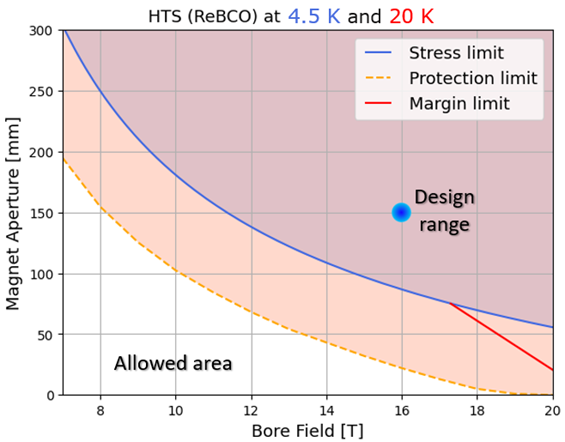 HTS (ReBCO) at 4.5 K and 20 K
300
250
200
150
100
50
0
Magnet Aperture [mm]
Stress limit
Protection limit
Margin limit
Design
range
Allowed area
8
10
12
14
16
18
20
Bore Field [T]